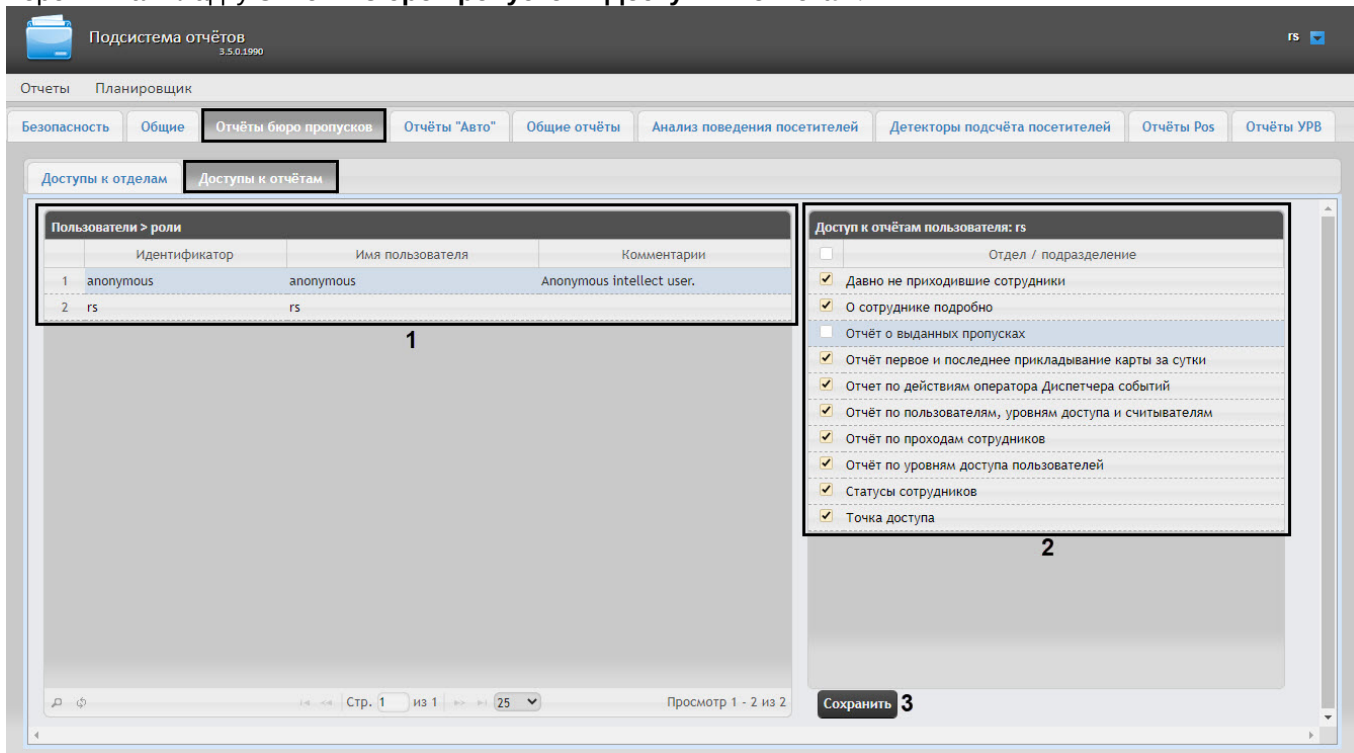 Подсистема отчётов
3.5.0.1990
rs
Отчеты Планировщик
Безопасность Общие Отчёты бюро пропусков Отчёты "Авто" Общие отчёты Анализ поведения посетителей Детекторы подсчёта посетителей Отчёты Pos Отчёты УРВ
Доступы к отделам Доступы к отчётам
Пользователи > роли
Идентификатор Имя пользователя Комментарии
1 anonymous anonymous Anonymous intellect user.
2 rs rs
1
Доступ к отчётам пользователя: rs
Отдел / подразделение
Давно не приходившие сотрудники
О сотруднике подробно
Отчёт о выданных пропусках
Отчёт первое и последнее прикладывание карты за сутки
Отчет по действиям оператора Диспетчера событий
Отчёт по пользователям, уровням доступа и считывателям
Отчёт по проходам сотрудников
Отчёт по уровням доступа пользователей
Статусы сотрудников
Точка доступа
2
Стр. 1 из 1 25 Просмотр 1 - 2 из 2
Сохранить 3